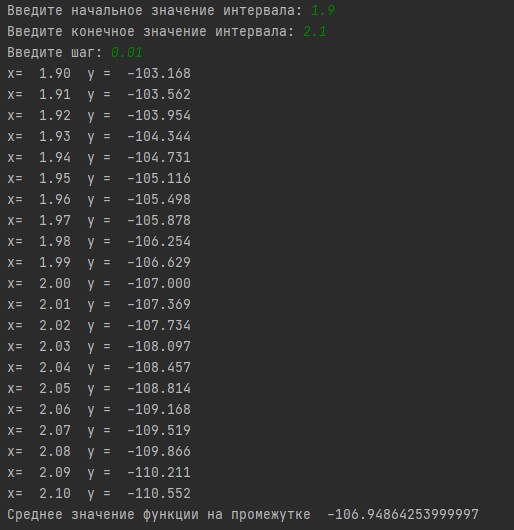 Введите начальное значение интервала: 1.9
Введите конечное значение интервала: 2.1
Введите шаг: 0.01
x=  1.90  y =  -103.168
x=  1.91  y =  -103.562
x=  1.92  y =  -103.954
x=  1.93  y =  -104.344
x=  1.94  y =  -104.731
x=  1.95  y =  -105.116
x=  1.96  y =  -105.498
x=  1.97  y =  -105.878
x=  1.98  y =  -106.254
x=  1.99  y =  -106.629
x=  2.00  y =  -107.000
x=  2.01  y =  -107.369
x=  2.02  y =  -107.734
x=  2.03  y =  -108.097
x=  2.04  y =  -108.457
x=  2.05  y =  -108.814
x=  2.06  y =  -109.168
x=  2.07  y =  -109.519
x=  2.08  y =  -109.866
x=  2.09  y =  -110.211
x=  2.10  y =  -110.552
Среднее значение функции на промежутке  -106.94864253999997